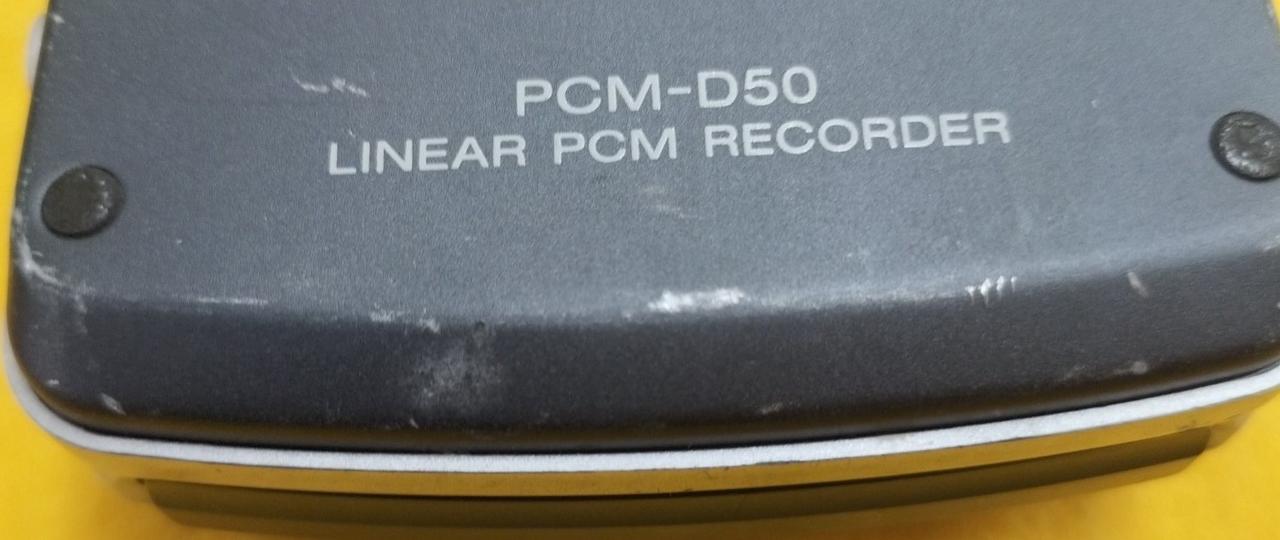 PCM-D50
LINEAR PCM RECORDER